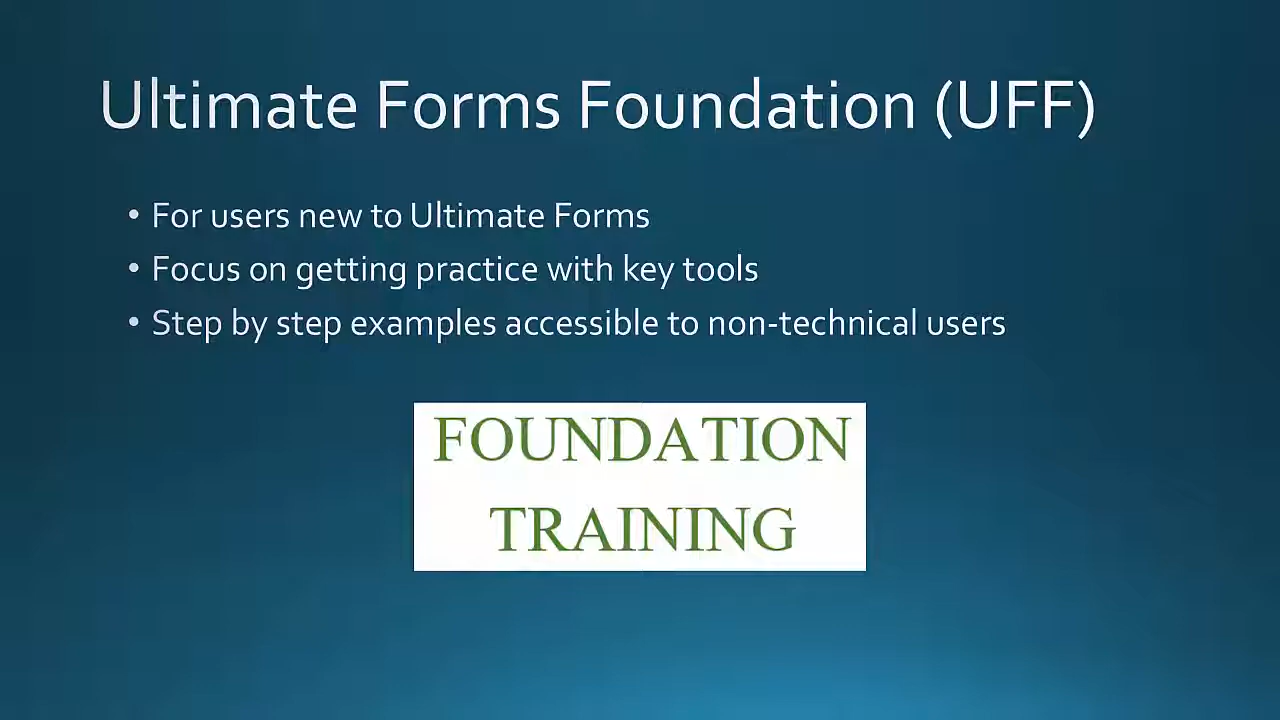 Ultimate Forms Foundation (UFF)
• For users new to Ultimate Forms
• Focus on getting practice with key tools
• Step by step examples accessible to non-technical users
FOUNDATION
TRAINING